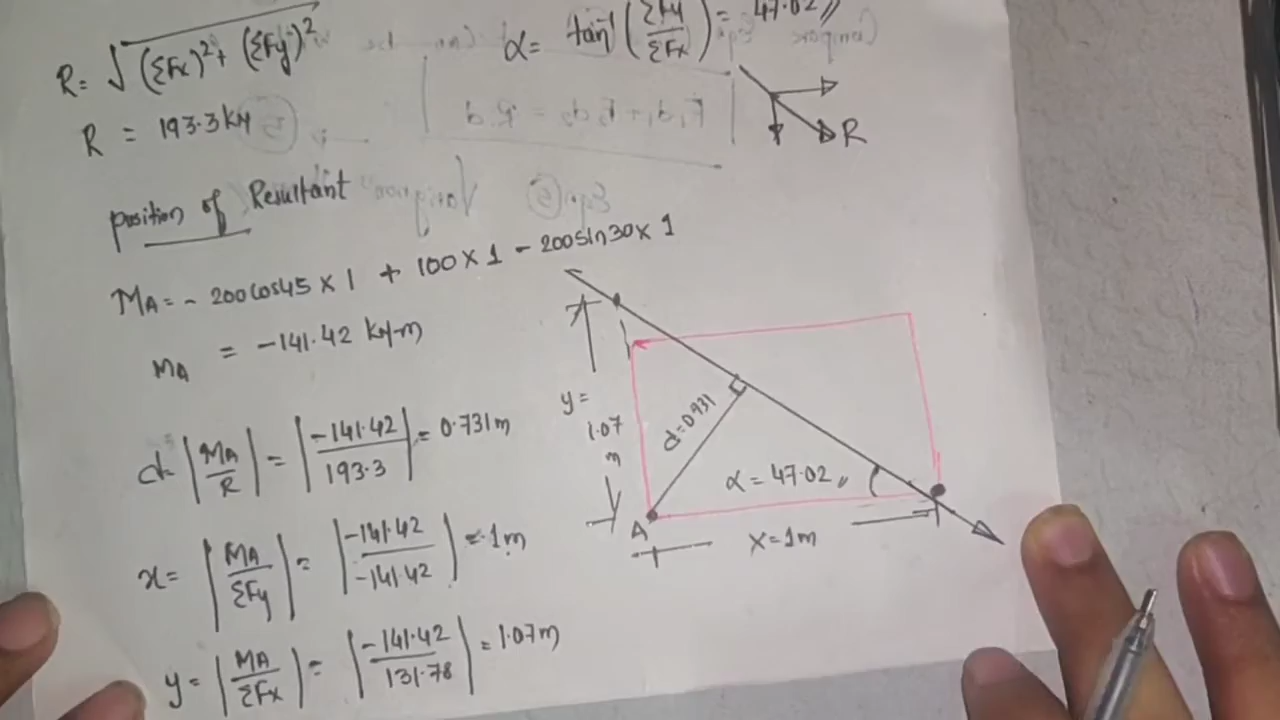 R = √(ΣFx)² + (ΣFy)²
α = tan⁻¹ (ΣFy / ΣFx) = 47.02 //
R = 193.3 kN
R
Position of Resultant
MA = - 200cos45 × 1 + 100 × 1 - 200sin30 × 1
MA = -141.42 kN-m
d = |MA / R| = |-141.42 / 193.3| = 0.731m
x = |MA / ΣFy| = |-141.42 / -141.42| = 1m
y = |MA / ΣFx| = |-141.42 / 131.78| = 1.07m
y = 1.07 m
d = 0.931
α = 47.02 //
A
X = 1m